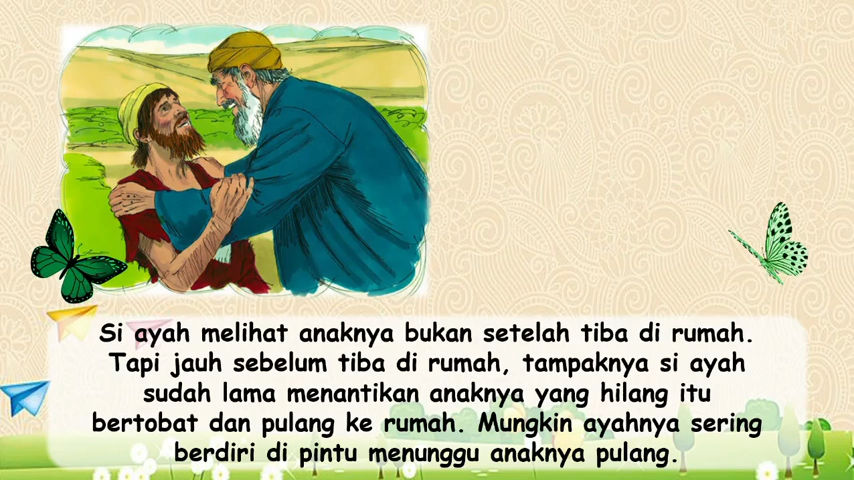 Si ayah melihat anaknya bukan setelah tiba di rumah.
Tapi jauh sebelum tiba di rumah, tampaknya si ayah
sudah lama menantikan anaknya yang hilang itu
bertobat dan pulang ke rumah. Mungkin ayahnya sering
berdiri di pintu menunggu anaknya pulang.